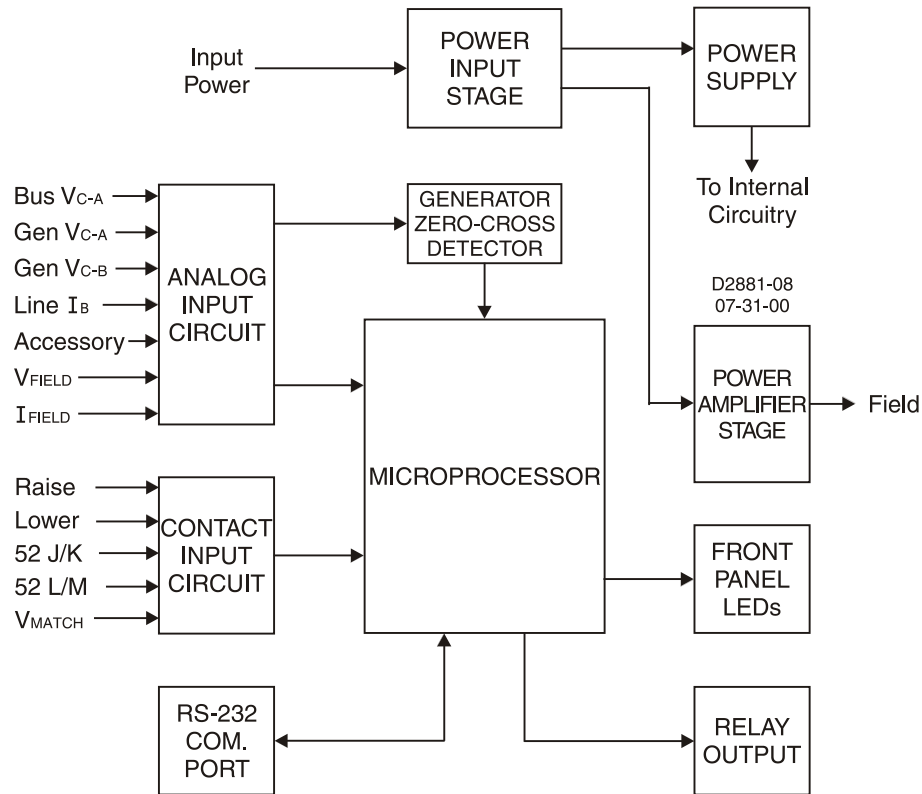 Input
Power
POWER
INPUT
STAGE
POWER
SUPPLY
To Internal
Circuitry
Bus VC-A
Gen VC-A
Gen VC-B
Line IB
Accessory
VFIELD
IFIELD
ANALOG
INPUT
CIRCUIT
GENERATOR
ZERO-CROSS
DETECTOR
D2881-08
07-31-00
POWER
AMPLIFIER
STAGE
Field
MICROPROCESSOR
Raise
Lower
52 J/K
52 L/M
VMATCH
CONTACT
INPUT
CIRCUIT
FRONT
PANEL
LEDs
RS-232
COM.
PORT
RELAY
OUTPUT